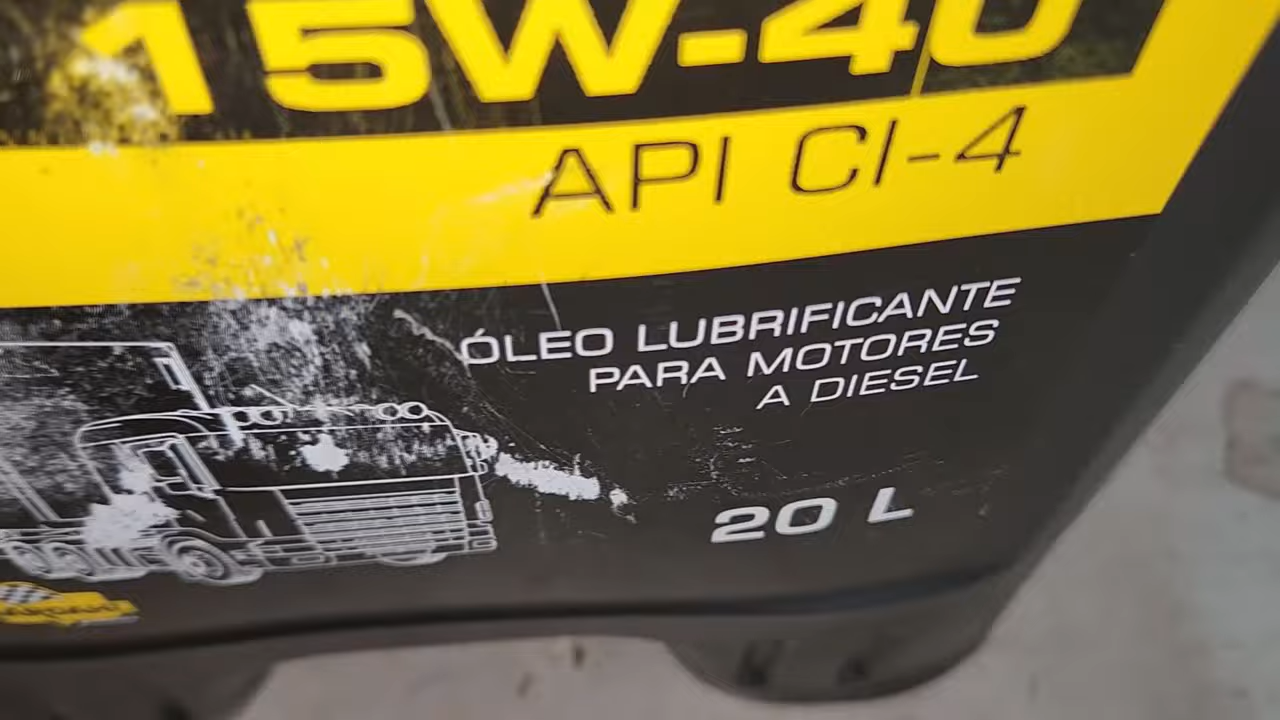 15W-40
API CI-4
ÓLEO LUBRIFICANTE
PARA MOTORES
A DIESEL
20 L